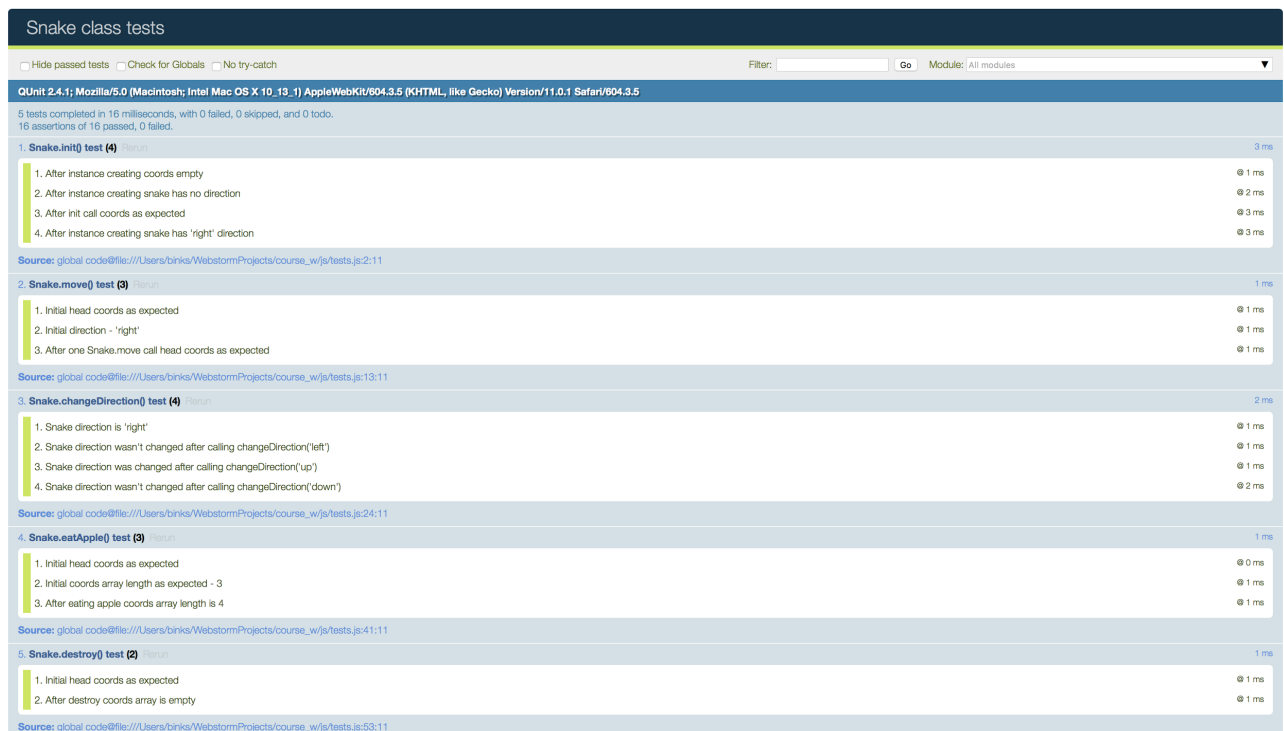 Snake class tests
Hide passed tests Check for Globals No try-catch Filter: Go Module: All modules ▼
QUnit 2.4.1; Mozilla/5.0 (Macintosh; Intel Mac OS X 10_13_1) AppleWebKit/604.3.5 (KHTML, like Gecko) Version/11.0.1 Safari/604.3.5
5 tests completed in 16 milliseconds, with 0 failed, 0 skipped, and 0 todo.
16 assertions of 16 passed, 0 failed.
1. Snake.init() test (4) Rerun 3 ms
1. After instance creating coords empty @ 1 ms
2. After instance creating snake has no direction @ 2 ms
3. After init call coords as expected @ 3 ms
4. After instance creating snake has 'right' direction @ 3 ms
Source: global code@file:///Users/binks/WebstormProjects/course_w/js/tests.js:2:11
2. Snake.move() test (3) Rerun 1 ms
1. Initial head coords as expected @ 1 ms
2. Initial direction - 'right' @ 1 ms
3. After one Snake.move call head coords as expected @ 1 ms
Source: global code@file:///Users/binks/WebstormProjects/course_w/js/tests.js:13:11
3. Snake.changeDirection() test (4) Rerun 2 ms
1. Snake direction is 'right' @ 1 ms
2. Snake direction wasn't changed after calling changeDirection('left') @ 1 ms
3. Snake direction was changed after calling changeDirection('up') @ 1 ms
4. Snake direction wasn't changed after calling changeDirection('down') @ 2 ms
Source: global code@file:///Users/binks/WebstormProjects/course_w/js/tests.js:24:11
4. Snake.eatApple() test (3) Rerun 1 ms
1. Initial head coords as expected @ 0 ms
2. Initial coords array length as expected - 3 @ 1 ms
3. After eating apple coords array length is 4 @ 1 ms
Source: global code@file:///Users/binks/WebstormProjects/course_w/js/tests.js:41:11
5. Snake.destroy() test (2) Rerun 1 ms
1. Initial head coords as expected @ 1 ms
2. After destroy coords array is empty @ 1 ms
Source: global code@file:///Users/binks/WebstormProjects/course_w/js/tests.js:53:11